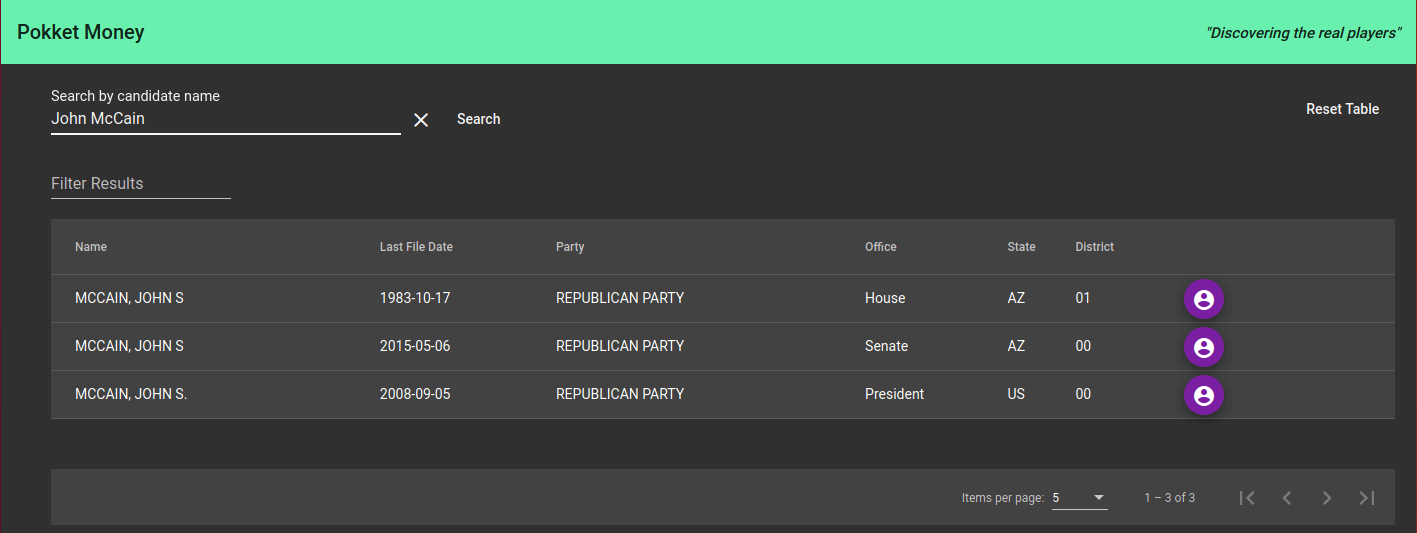 Pokket Money
"Discovering the real players"
Search by candidate name
John McCain
Search
Reset Table
Filter Results
Name Last File Date Party Office State District
MCCAIN, JOHN S 1983-10-17 REPUBLICAN PARTY House AZ 01
MCCAIN, JOHN S 2015-05-06 REPUBLICAN PARTY Senate AZ 00
MCCAIN, JOHN S. 2008-09-05 REPUBLICAN PARTY President US 00
Items per page: 5 1 – 3 of 3